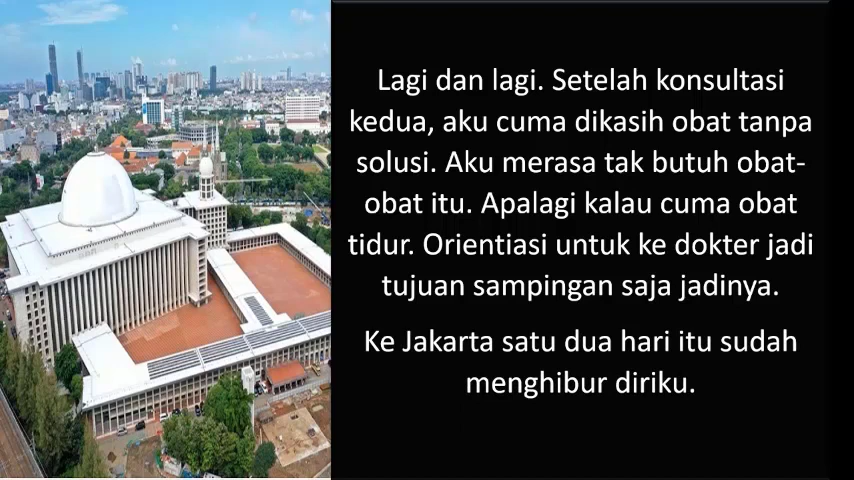 Lagi dan lagi. Setelah konsultasi
kedua, aku cuma dikasih obat tanpa
solusi. Aku merasa tak butuh obat-
obat itu. Apalagi kalau cuma obat
tidur. Orientiasi untuk ke dokter jadi
tujuan sampingan saja jadinya.
Ke Jakarta satu dua hari itu sudah
menghibur diriku.